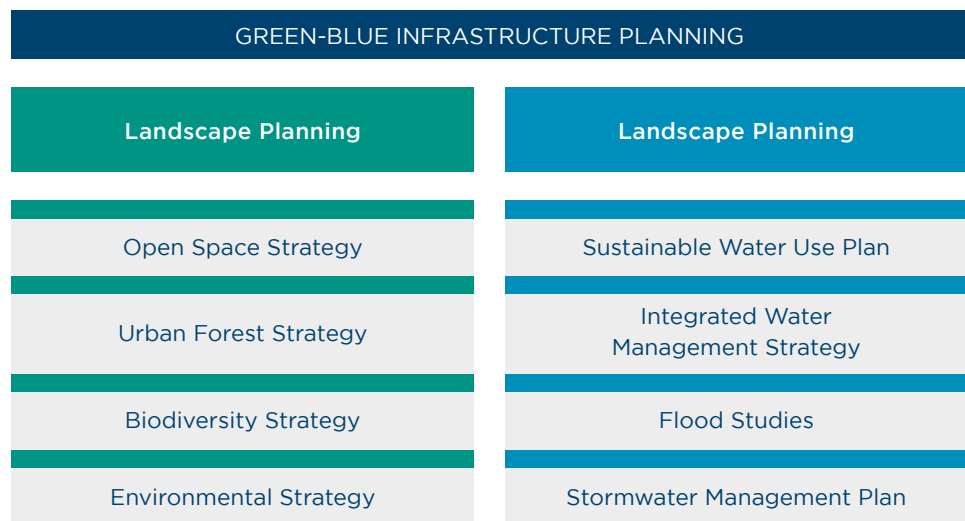 GREEN-BLUE INFRASTRUCTURE PLANNING
Landscape Planning
Landscape Planning
Open Space Strategy
Sustainable Water Use Plan
Urban Forest Strategy
Integrated Water
Management Strategy
Biodiversity Strategy
Flood Studies
Environmental Strategy
Stormwater Management Plan